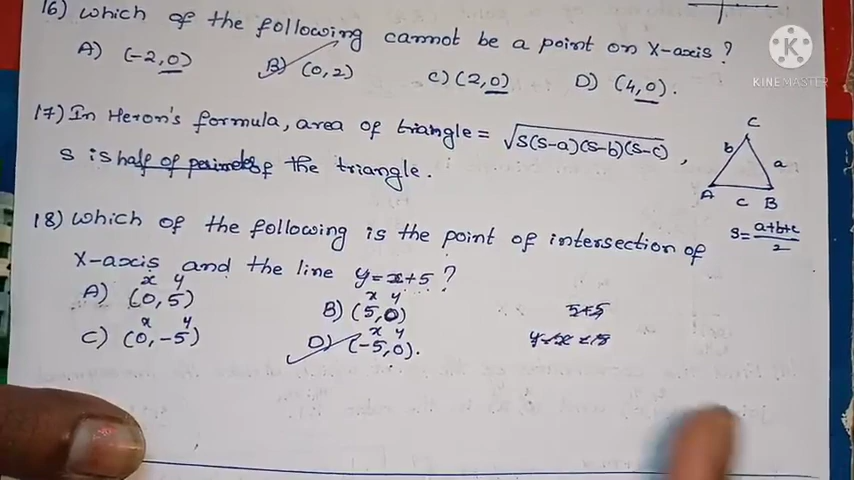 16) Which of the following cannot be a point on X-axis?
A) (-2,0) B) (0,2) C) (2,0) D) (4,0).
K
KINEMASTER
17) In Heron's formula, area of triangle = √S(S-a)(S-b)(S-c) ,
S is half of perimeter of the triangle.
C
b a
A c B
S = a+b+c / 2
18) Which of the following is the point of intersection of
X-axis and the line y=x+5 ?
x y
A) (0,5)
x y
B) (5,0)
5+5
x y
C) (0,-5)
x y
D) (-5,0).